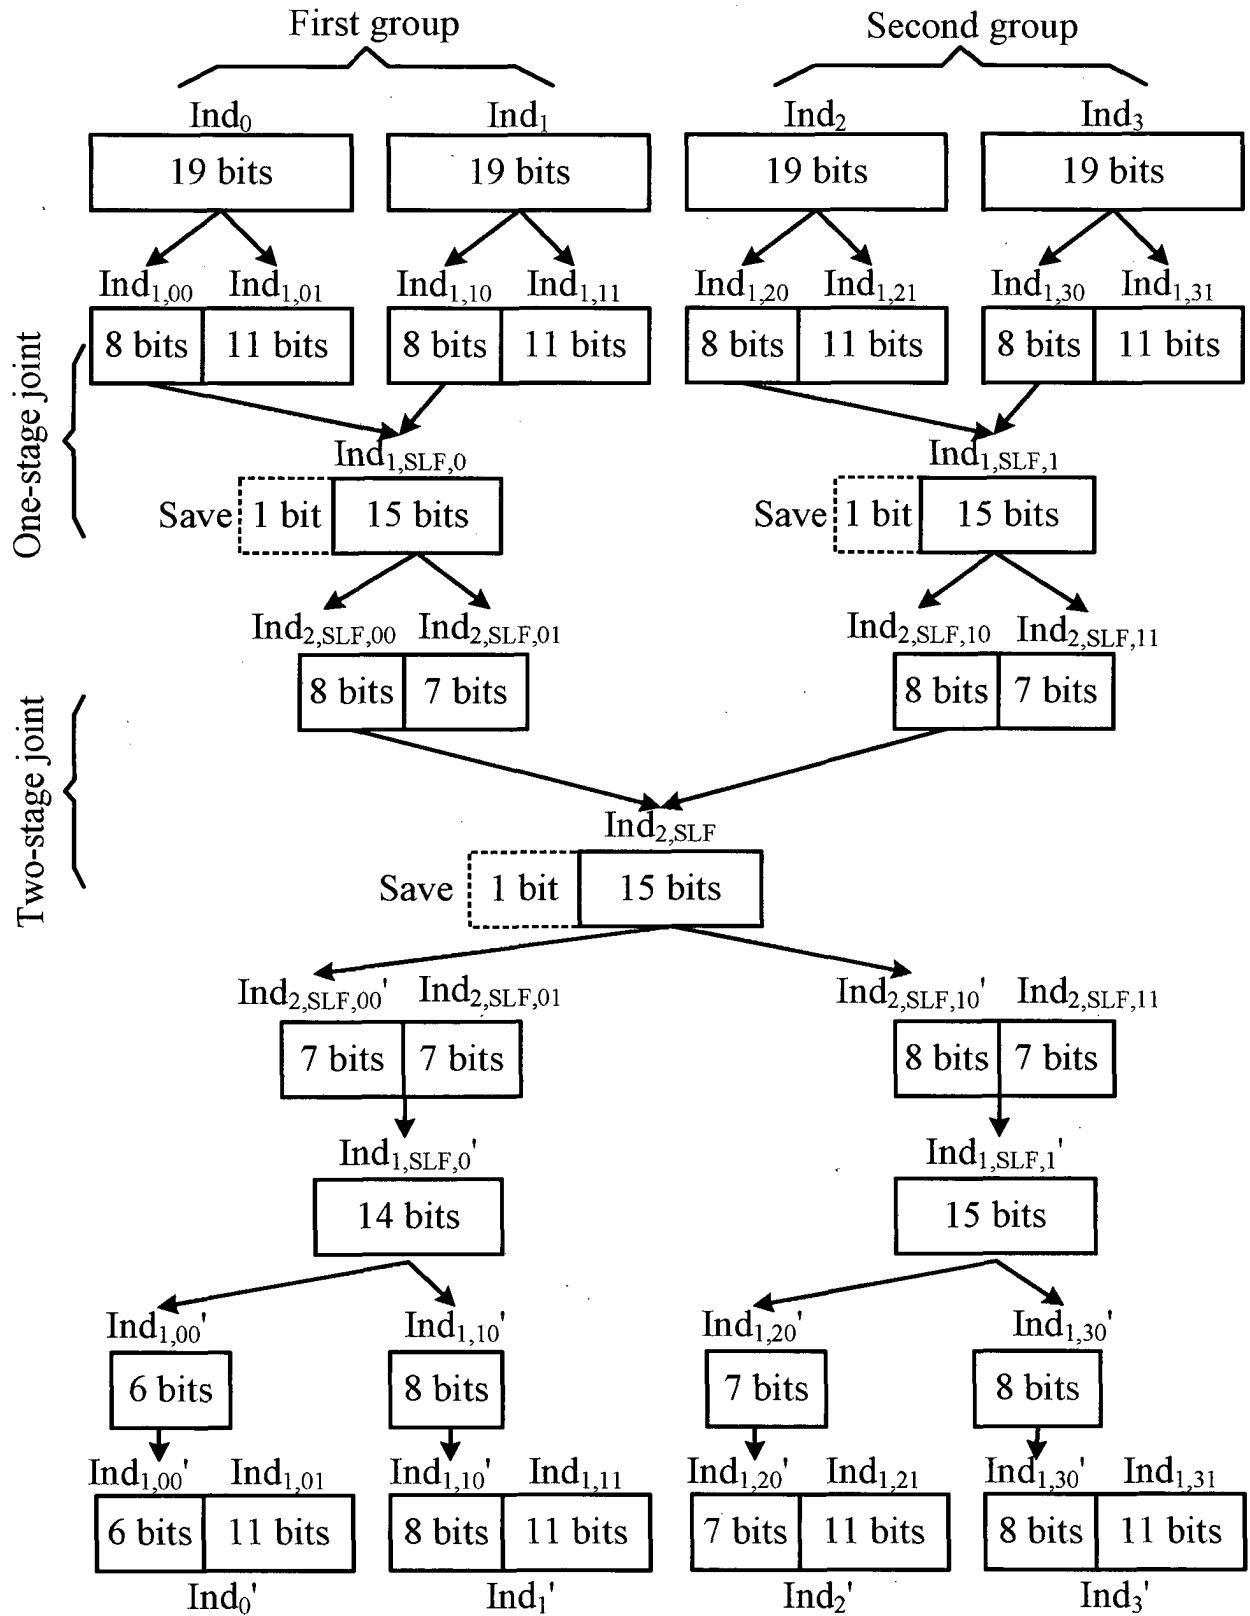 First group Second group
Ind0 Ind1 Ind2 Ind3
19 bits 19 bits 19 bits 19 bits
Ind1,00 Ind1,01 Ind1,10 Ind1,11 Ind1,20 Ind1,21 Ind1,30 Ind1,31
8 bits 11 bits 8 bits 11 bits 8 bits 11 bits 8 bits 11 bits
One-stage joint
Ind1,SLF,0 Ind1,SLF,1
Save 1 bit 15 bits Save 1 bit 15 bits
Ind2,SLF,00 Ind2,SLF,01 Ind2,SLF,10 Ind2,SLF,11
8 bits 7 bits 8 bits 7 bits
Two-stage joint
Ind2,SLF
Save 1 bit 15 bits
Ind2,SLF,00' Ind2,SLF,01 Ind2,SLF,10' Ind2,SLF,11
7 bits 7 bits 8 bits 7 bits
Ind1,SLF,0' Ind1,SLF,1'
14 bits 15 bits
Ind1,00' Ind1,10' Ind1,20' Ind1,30'
6 bits 8 bits 7 bits 8 bits
Ind1,00' Ind1,01 Ind1,10' Ind1,11 Ind1,20' Ind1,21 Ind1,30' Ind1,31
6 bits 11 bits 8 bits 11 bits 7 bits 11 bits 8 bits 11 bits
Ind0' Ind1' Ind2' Ind3'